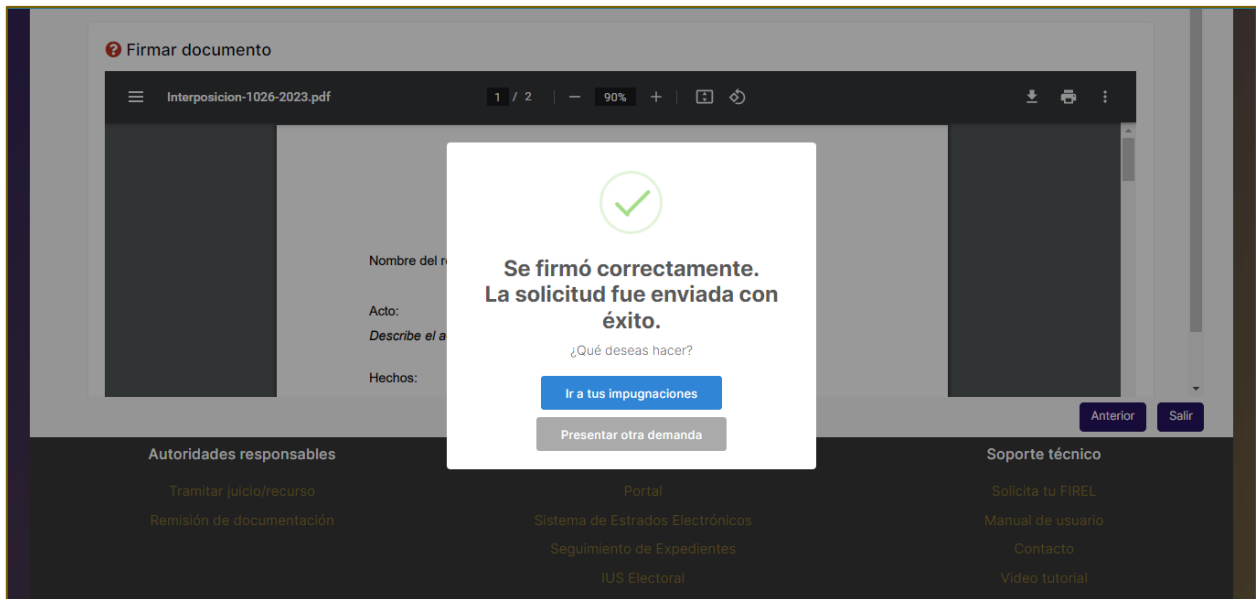 Firmar documento
Interposicion-1026-2023.pdf
1 / 2
90%
Nombre del r
Acto:
Describe el a
Hechos:
Se firmó correctamente.
La solicitud fue enviada con
éxito.
¿Qué deseas hacer?
Ir a tus impugnaciones
Presentar otra demanda
Anterior
Salir
Autoridades responsables
Tramitar juicio/recurso
Remisión de documentación
Portal
Sistema de Estrados Electrónicos
Seguimiento de Expedientes
IUS Electoral
Soporte técnico
Solicita tu FIREL
Manual de usuario
Contacto
Video tutorial